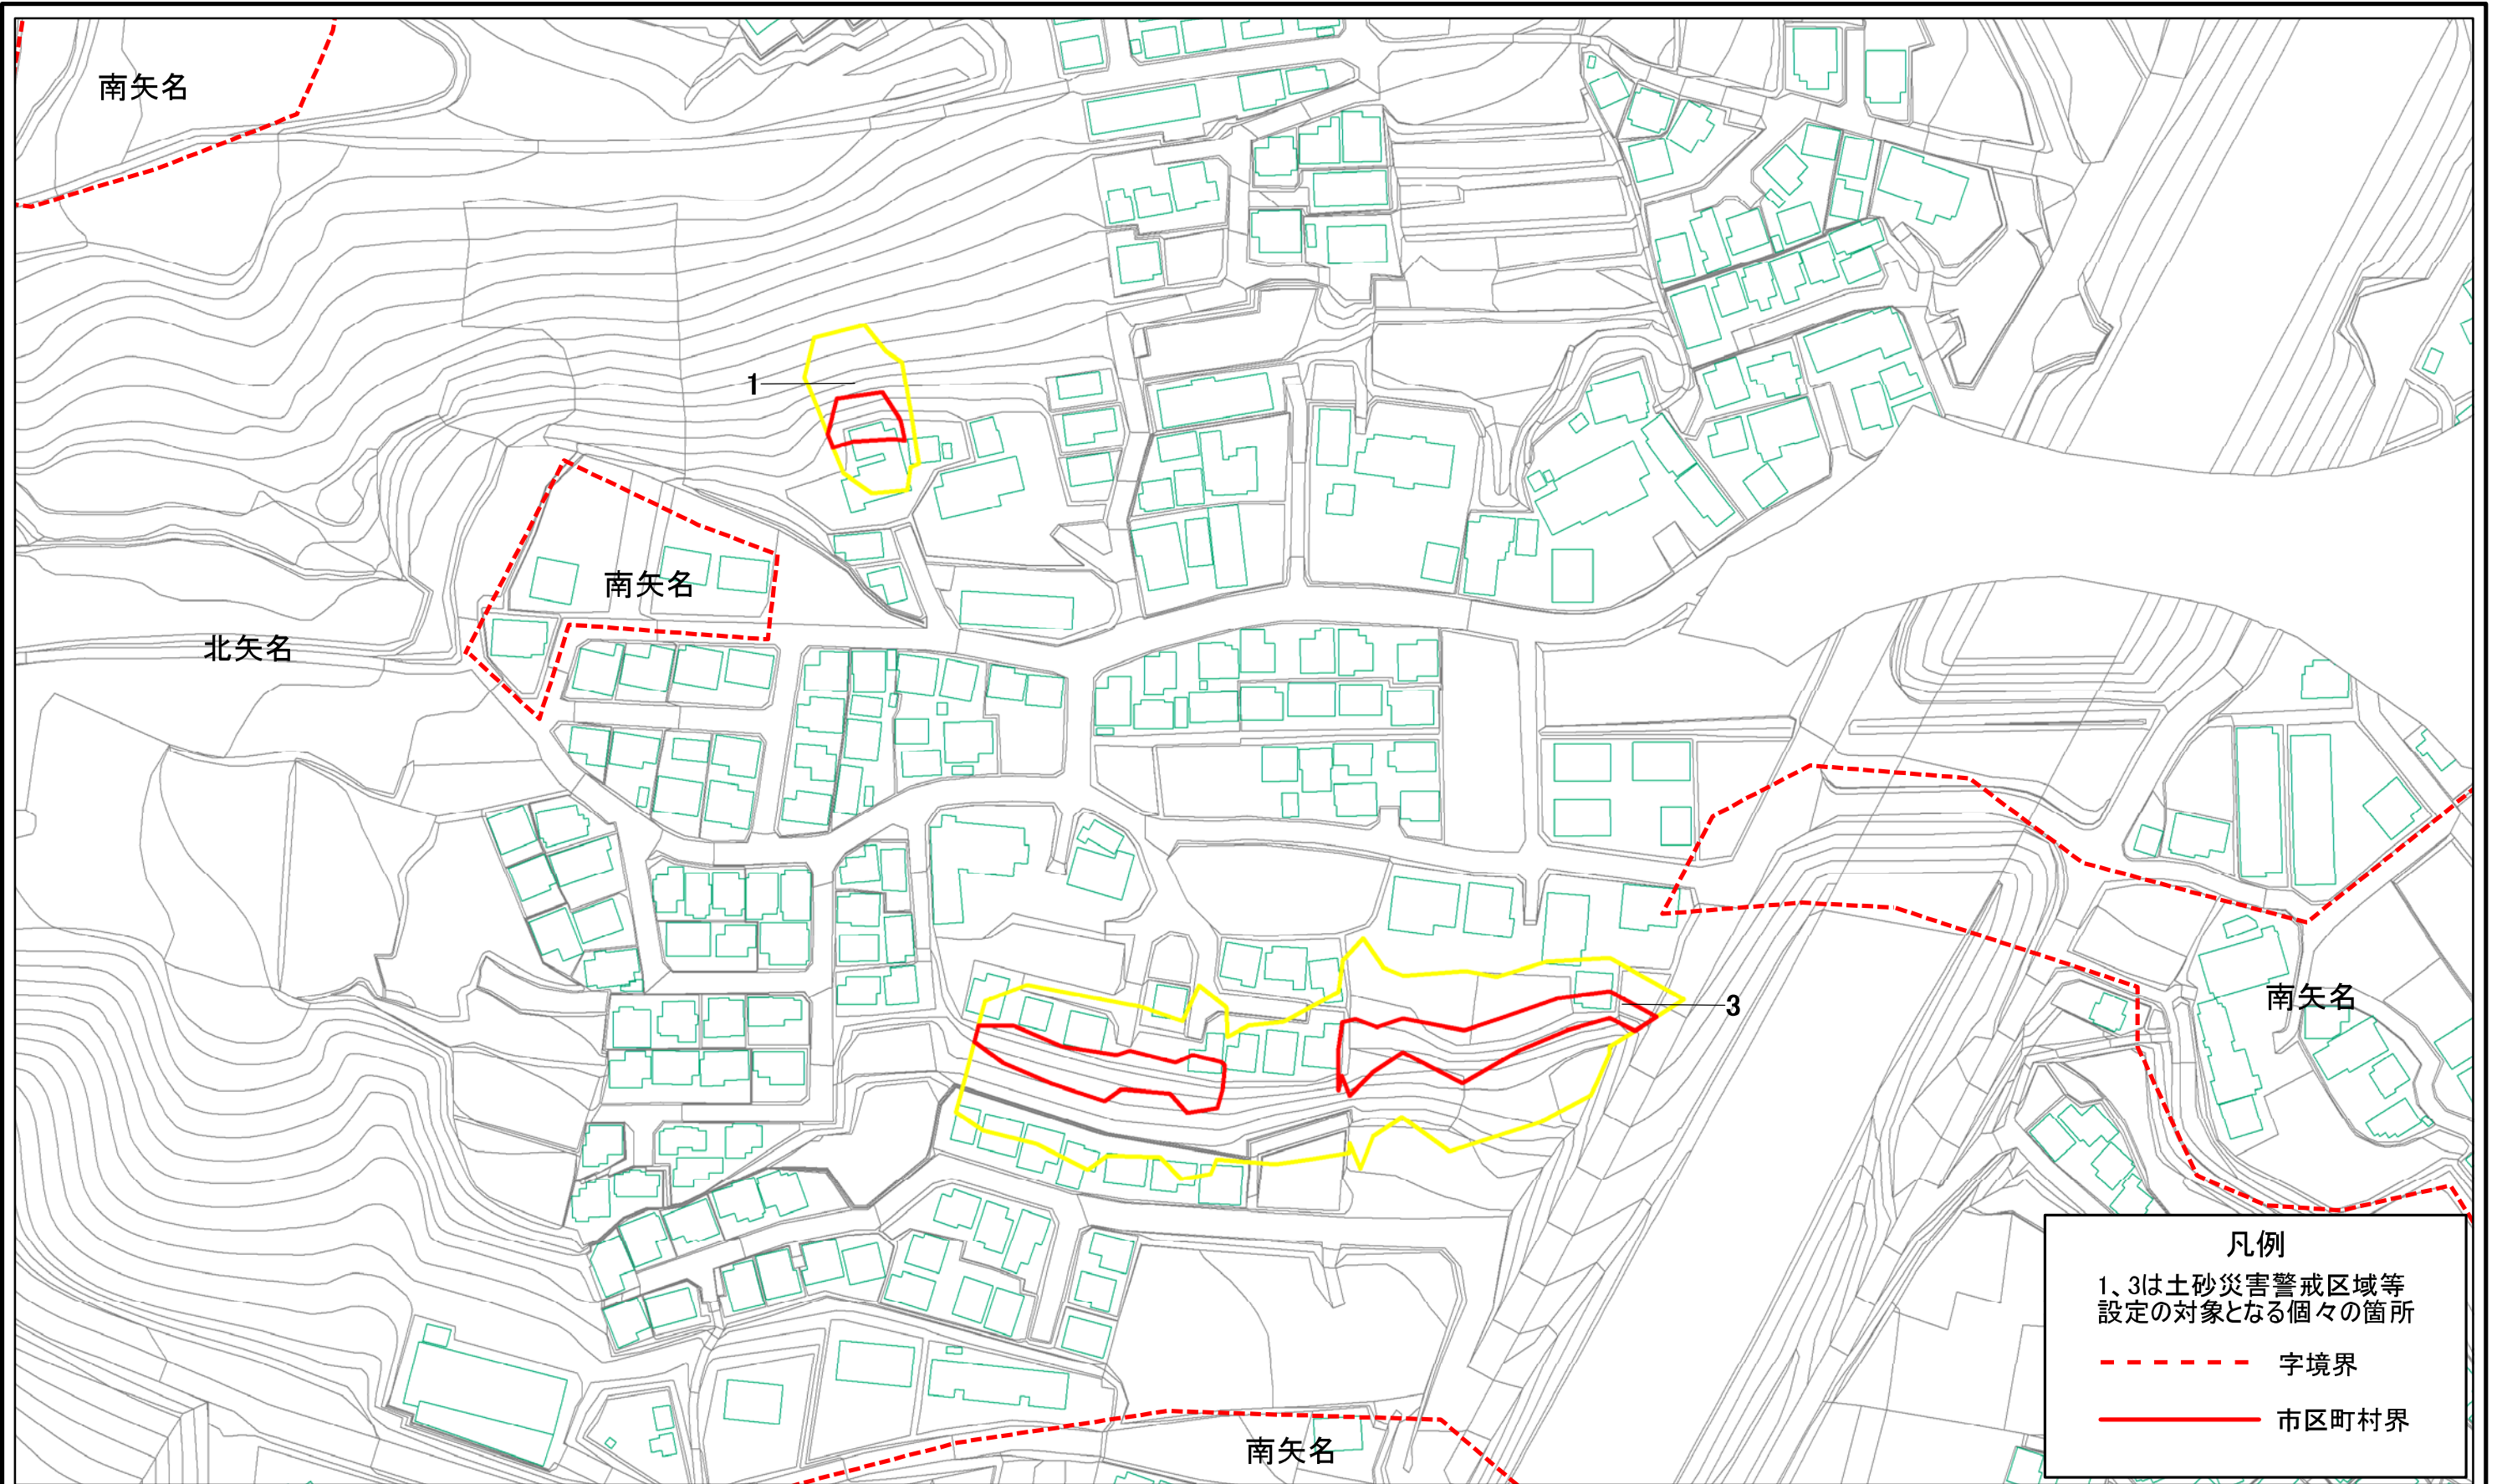 南矢名
1
南矢名
北矢名
3
南矢名
凡例
1、3は土砂災害警戒区域等
設定の対象となる個々の箇所
字境界
市区町村界
南矢名